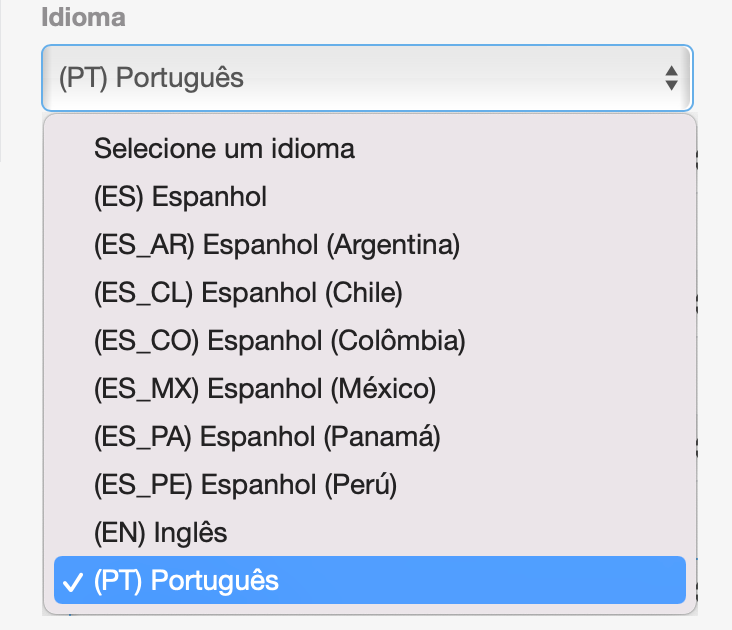 Idioma
(PT) Português
Selecione um idioma
(ES) Espanhol
(ES_AR) Espanhol (Argentina)
(ES_CL) Espanhol (Chile)
(ES_CO) Espanhol (Colômbia)
(ES_MX) Espanhol (México)
(ES_PA) Espanhol (Panamá)
(ES_PE) Espanhol (Perú)
(EN) Inglês
(PT) Português